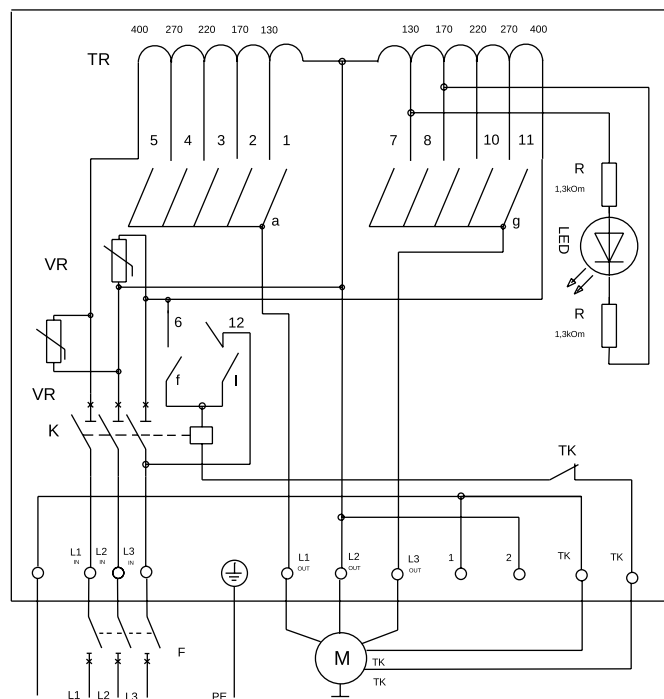 400 270 220 170 130
130 170 220 270 400
TR
5 4 3 2 1
7 8 10 11
R
1,3kOm
a
g
LED
VR
R
1,3kOm
6 12
f l
VR
K
TK
L1 IN
L2 IN
L3 IN
L1 OUT
L2 OUT
L3 OUT
1
2
TK
TK
F
M
TK
TK
L1 L2 L3
PE